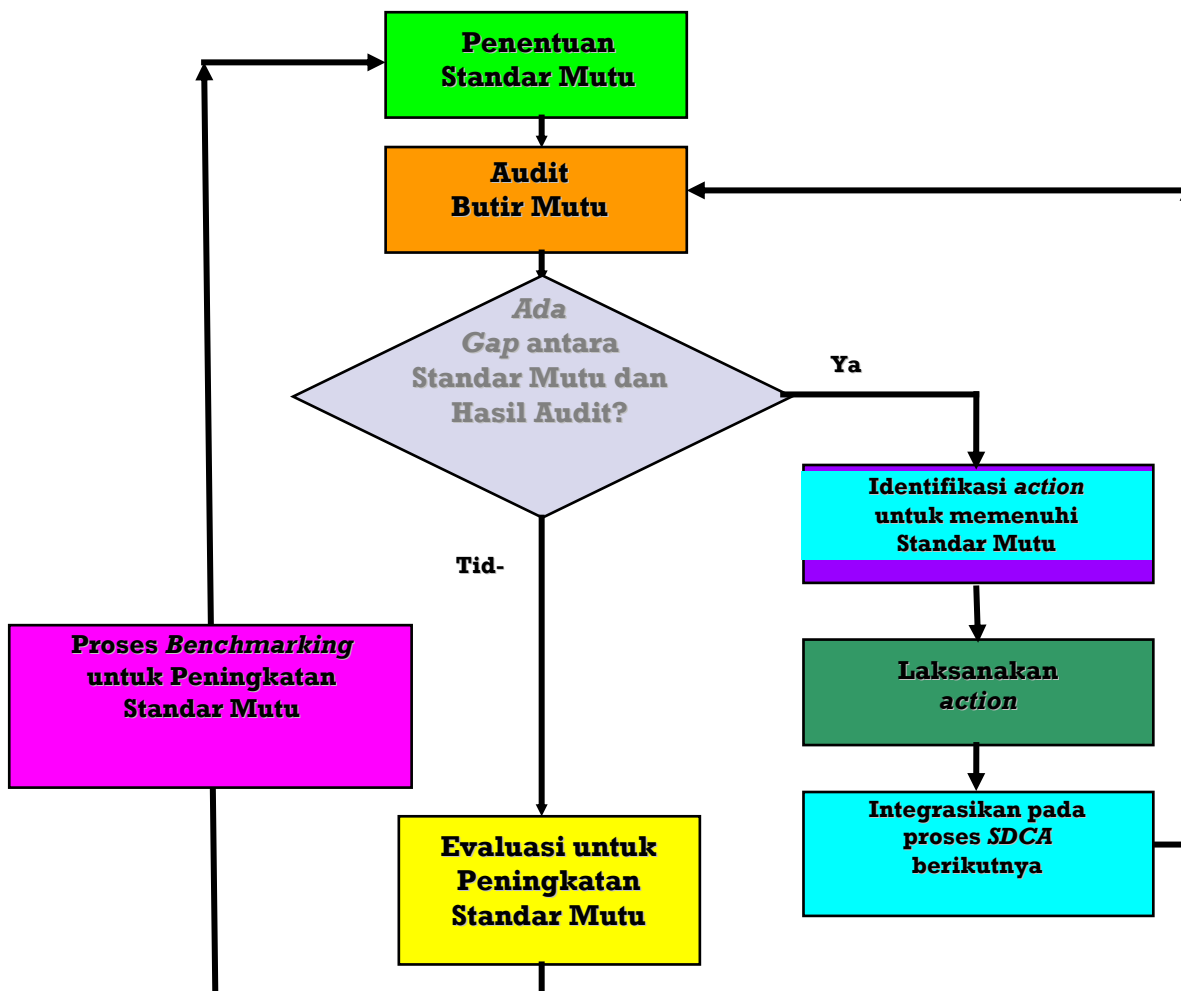 Penentuan
Standar Mutu
Audit
Butir Mutu
Ada
Gap antara
Standar Mutu dan
Hasil Audit?
Ya
Identifikasi action
untuk memenuhi
Standar Mutu
Tid-
Proses Benchmarking
untuk Peningkatan
Standar Mutu
Laksanakan
action
Integrasikan pada
proses SDCA
berikutnya
Evaluasi untuk
Peningkatan
Standar Mutu